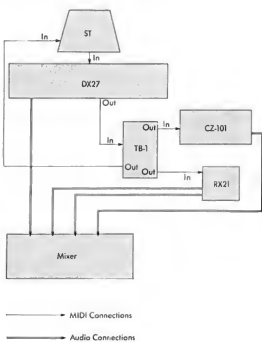 ST
In
In
DX27
Out
In
Out
In
CZ-101
TB-1
Out
Out
In
RX21
Mixer
MIDI Connections
Audio Connections